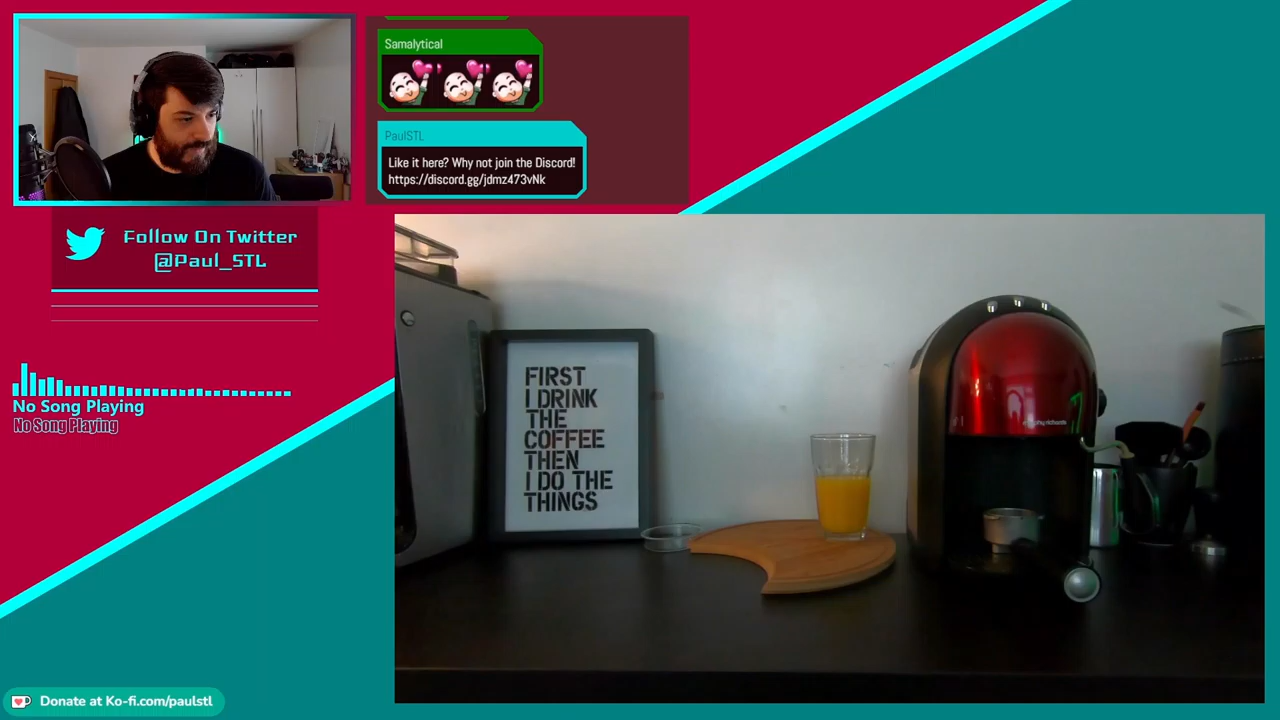 Samalytical
PaulSTL
Like it here? Why not join the Discord!
https://discord.gg/jdmz473vNk
Follow On Twitter
@Paul_STL
No Song Playing
No Song Playing
FIRST
I DRINK
THE
COFFEE
THEN
I DO THE
THINGS
morphy richards
Donate at Ko-fi.com/paulstl